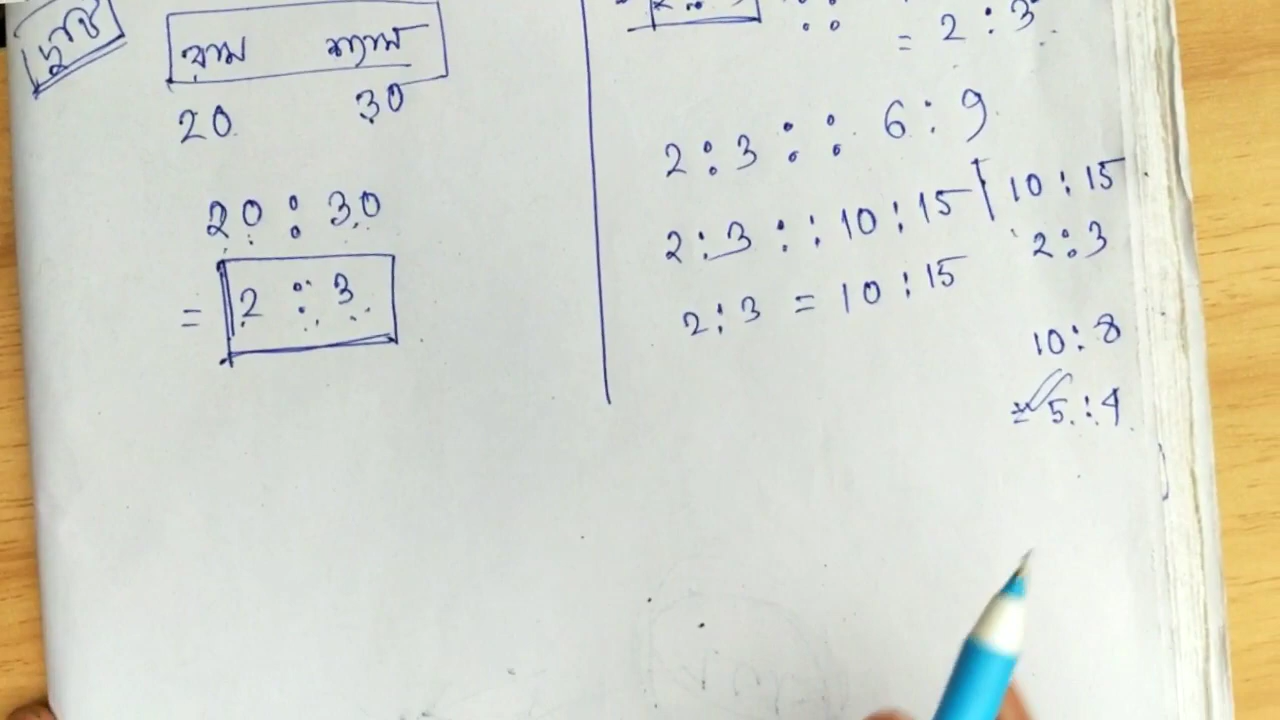 রাম
20 30
20 : 30
= 2 : 3
= 2 : 3
2 : 3 :: 6 : 9
2 : 3 :: 10 : 15
10 : 15
2 : 3 = 10 : 15
2 : 3
10 : 8
= 5 : 4